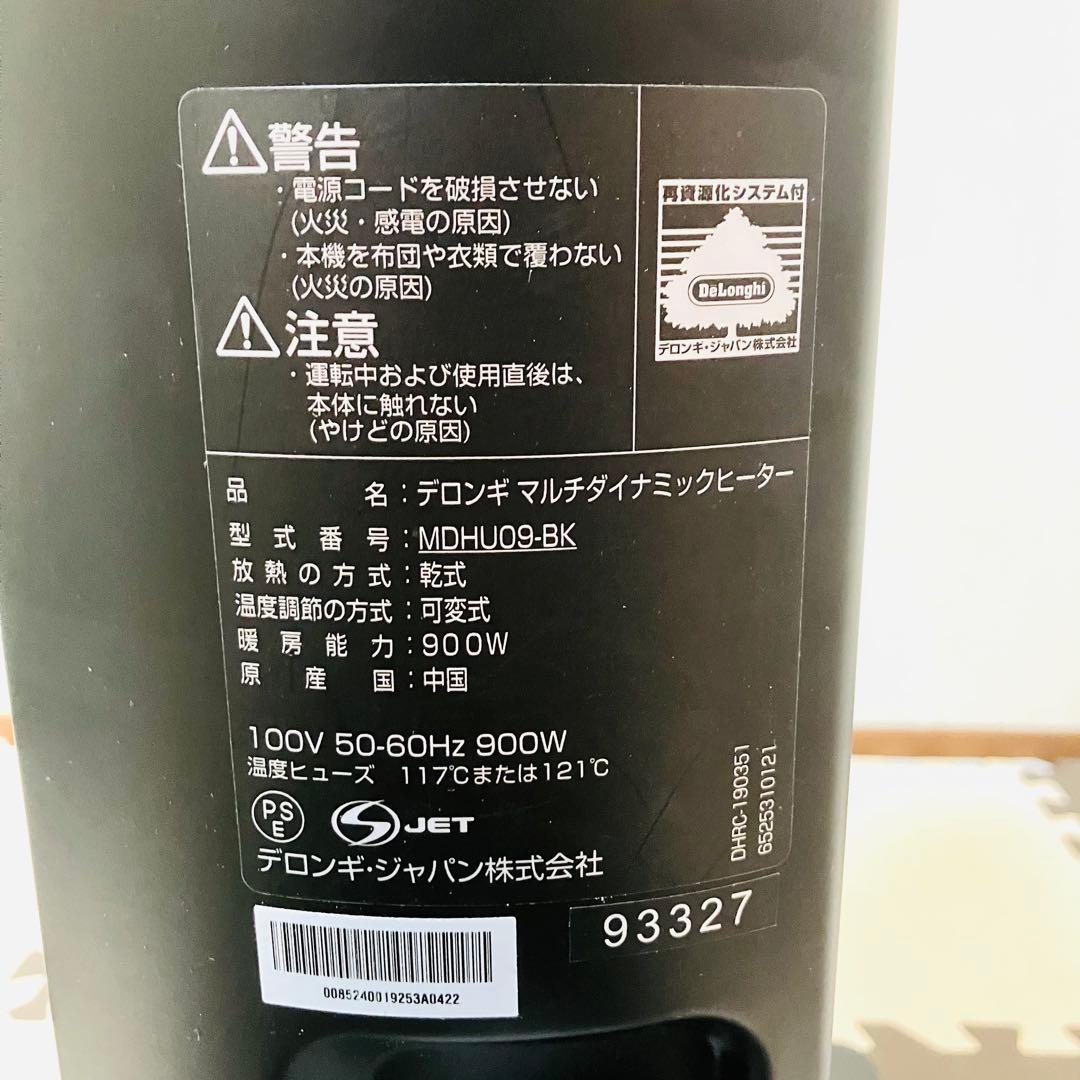 警告
・電源コードを破損させない
(火災・感電の原因)
・本機を布団や衣類で覆わない
(火災の原因)
注意
・運転中および使用直後は、
本体に触れない
(やけどの原因)
再資源化システム付
DeLonghi
デロンギ・ジャパン株式会社
品名：デロンギ マルチダイナミックヒーター
型式番号：MDHU09-BK
放熱の方式：乾式
温度調節の方式：可変式
暖房能力：900W
原産国：中国
100V 50-60Hz 900W
温度ヒューズ 117℃または121℃
PS
E
JET
デロンギ・ジャパン株式会社
DHRC-190351
6525310121
93327
0085240019253A0422